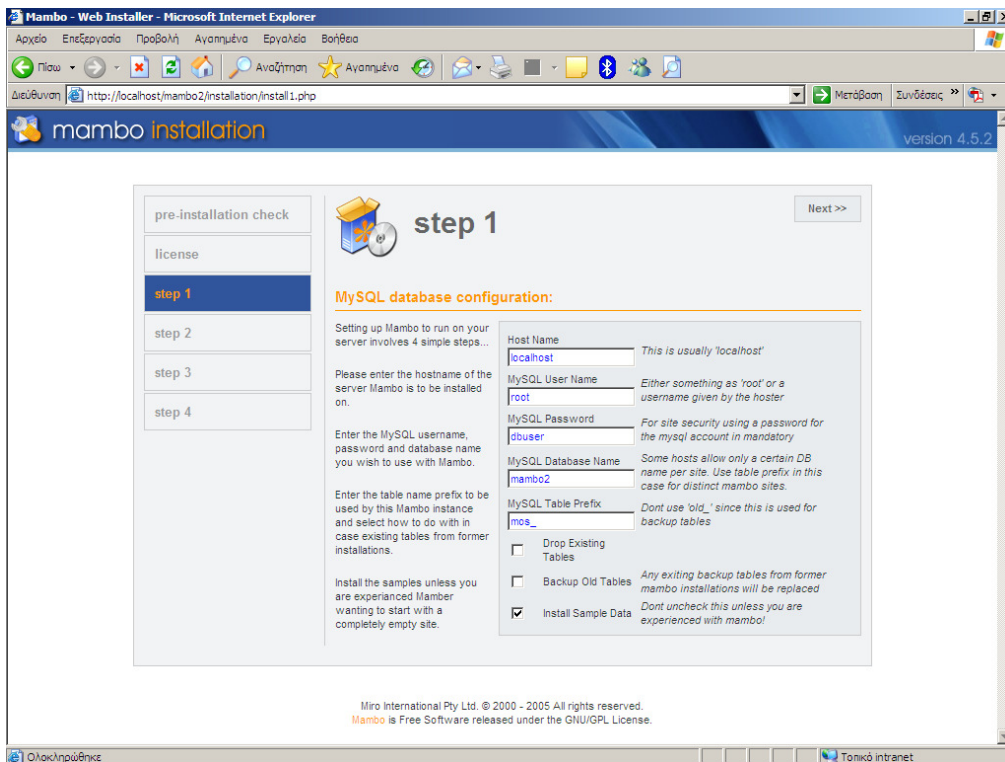 Mambo - Web Installer - Microsoft Internet Explorer
Αρχείο Επεξεργασία Προβολή Αγαπημένα Εργαλεία Βοήθεια
Πίσω Αναζήτηση Αγαπημένα
Διεύθυνση http://localhost/mambo2/installation/install1.php Μετάβαση Συνδέσεις »
mambo installation
version 4.5.2
pre-installation check
license
step 1
step 2
step 3
step 4
step 1
Next >>
MySQL database configuration:
Setting up Mambo to run on your
server involves 4 simple steps...
Please enter the hostname of the
server Mambo is to be installed
on.
Enter the MySQL username,
password and database name
you wish to use with Mambo.
Enter the table name prefix to be
used by this Mambo instance
and select how to do with in
case existing tables from former
installations.
Install the samples unless you
are experianced Mamber
wanting to start with a
completely empty site.
Host Name
localhost
This is usually 'localhost'
MySQL User Name
root
Either something as 'root' or a
username given by the hoster
MySQL Password
dbuser
For site security using a password for
the mysql account in mandatory
MySQL Database Name
mambo2
Some hosts allow only a certain DB
name per site. Use table prefix in this
case for distinct mambo sites.
MySQL Table Prefix
mos_
Dont use 'old_' since this is used for
backup tables
Drop Existing
Tables
Backup Old Tables
Any exiting backup tables from former
mambo installations will be replaced
Install Sample Data
Dont uncheck this unless you are
experienced with mambo!
Miro International Pty Ltd. © 2000 - 2005 All rights reserved.
Mambo is Free Software released under the GNU/GPL License.
Ολοκληρώθηκε
Τοπικό intranet